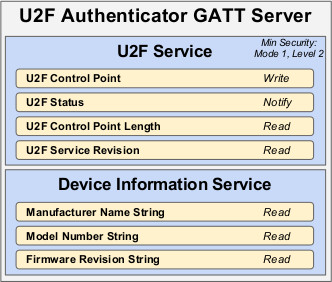 U2F Authenticator GATT Server
U2F Service
Min Security:
Mode 1, Level 2
U2F Control Point Write
U2F Status Notify
U2F Control Point Length Read
U2F Service Revision Read
Device Information Service
Manufacturer Name String Read
Model Number String Read
Firmware Revision String Read